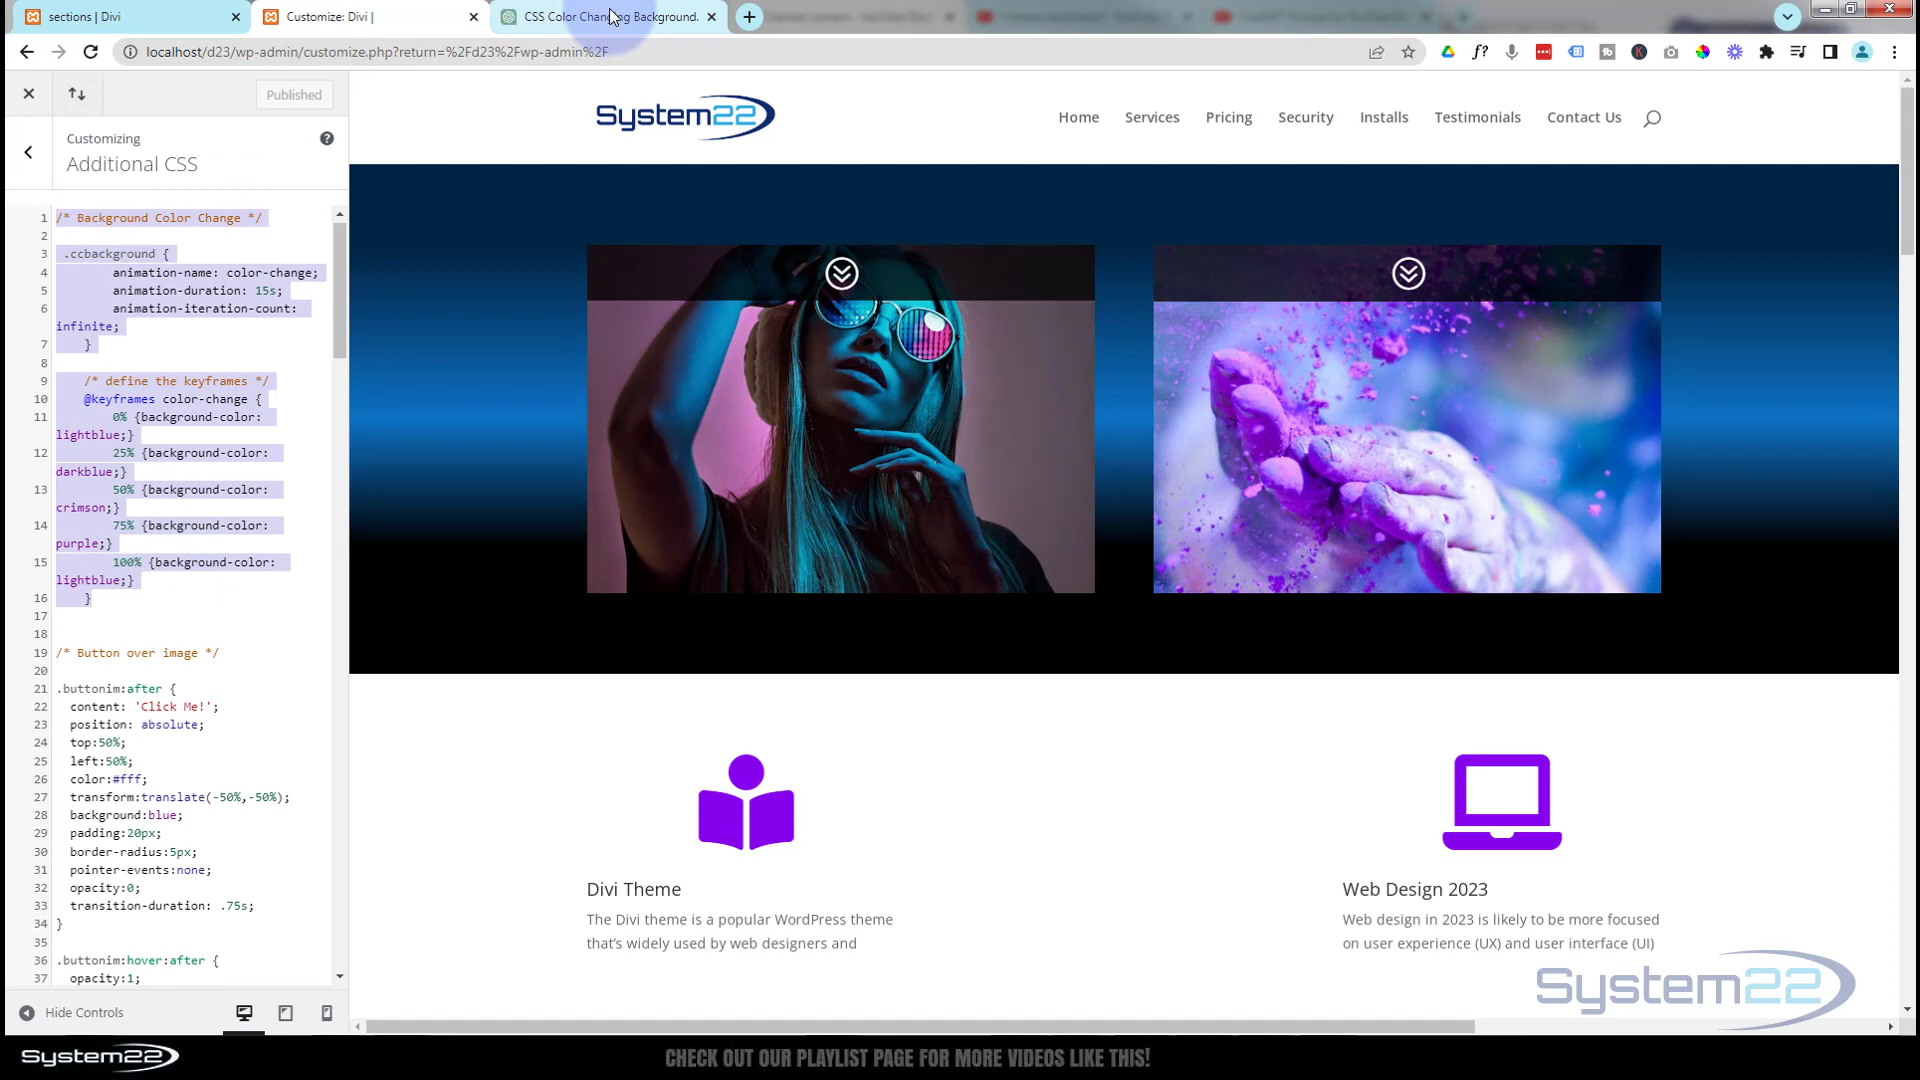 sections | Divi
Customize: Divi |
CSS Color Changing Background.
localhost/d23/wp-admin/customize.php?return=%2Fd23%2Fwp-admin%2F
Published
Customizing
Additional CSS
System22
Home Services Pricing Security Installs Testimonials Contact Us
1 /* Background Color Change */
2
3 .ccbackground {
4 animation-name: color-change;
5 animation-duration: 15s;
6 animation-iteration-count:
infinite;
7 }
8
9 /* define the keyframes */
10 @keyframes color-change {
11 0% {background-color:
lightblue;}
12 25% {background-color:
darkblue;}
13 50% {background-color:
crimson;}
14 75% {background-color:
purple;}
15 100% {background-color:
lightblue;}
16 }
17
18
19 /* Button over image */
20
21 .buttonim:after {
22 content: 'Click Me!';
23 position: absolute;
24 top:50%;
25 left:50%;
26 color:#fff;
27 transform:translate(-50%,-50%);
28 background:blue;
29 padding:20px;
30 border-radius:5px;
31 pointer-events:none;
32 opacity:0;
33 transition-duration: .75s;
34 }
35
36 .buttonim:hover:after {
37 opacity:1;
Divi Theme
The Divi theme is a popular WordPress theme
that's widely used by web designers and
Web Design 2023
Web design in 2023 is likely to be more focused
on user experience (UX) and user interface (UI)
Hide Controls
System22
System22
CHECK OUT OUR PLAYLIST PAGE FOR MORE VIDEOS LIKE THIS!